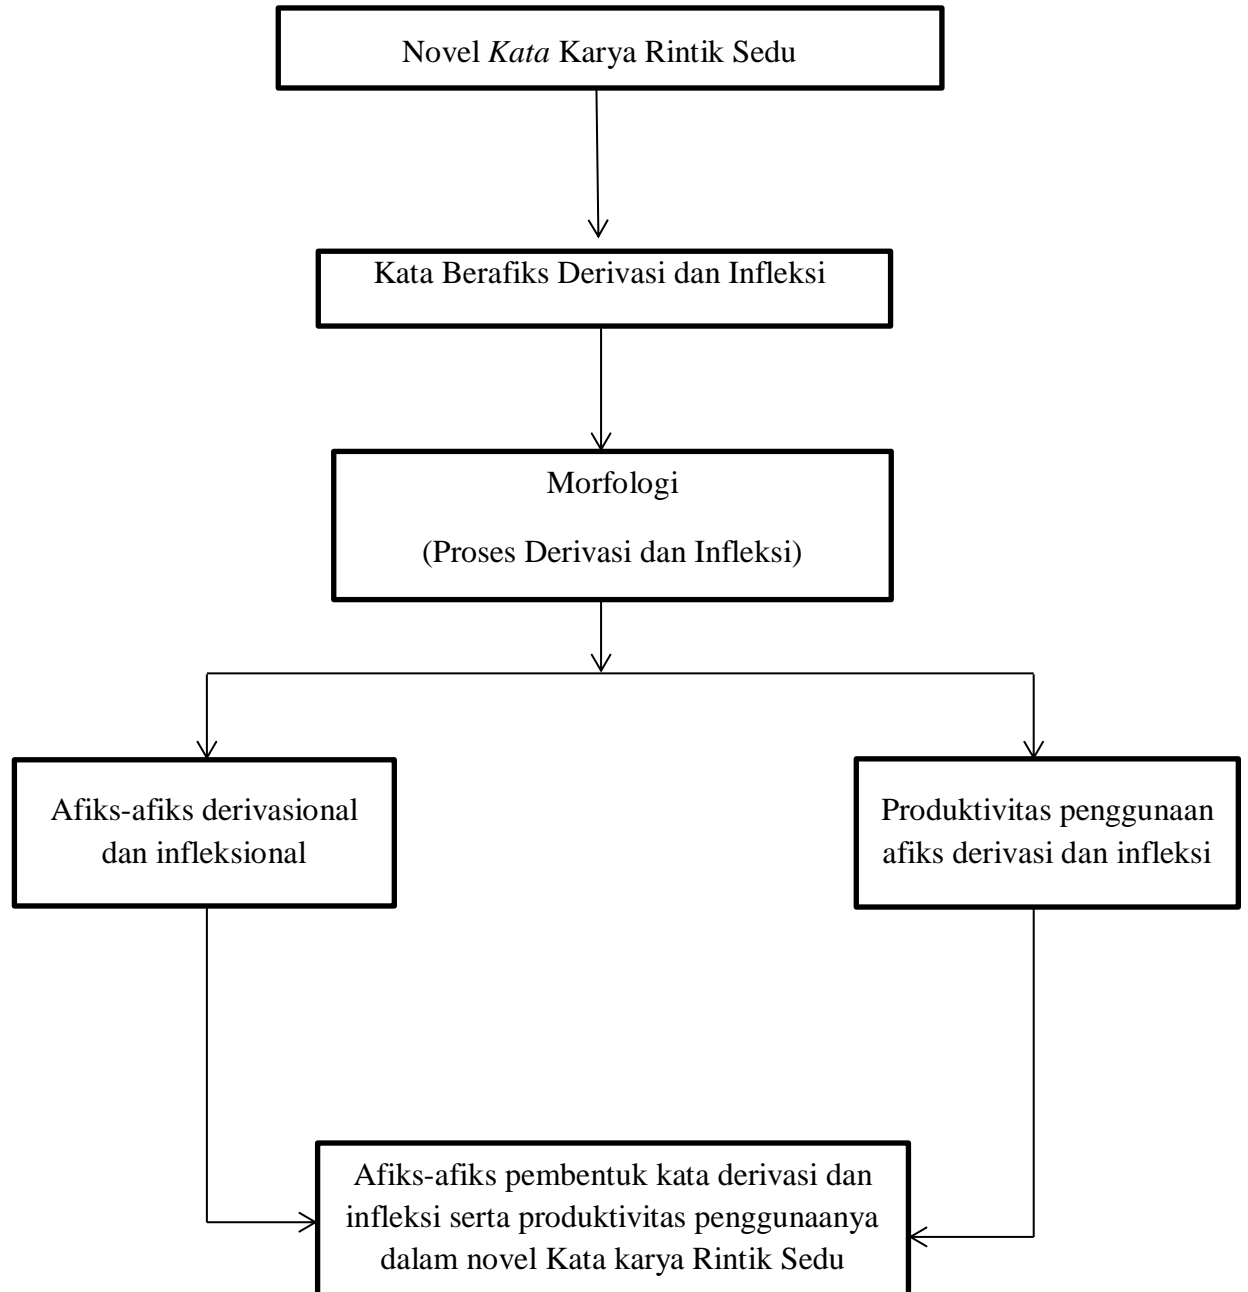 Novel Kata Karya Rintik Sedu
Kata Berafiks Derivasi dan Infleksi
Morfologi
(Proses Derivasi dan Infleksi)
Afiks-afiks derivasional
dan infleksional
Produktivitas penggunaan
afiks derivasi dan infleksi
Afiks-afiks pembentuk kata derivasi dan
infleksi serta produktivitas penggunaanya
dalam novel Kata karya Rintik Sedu